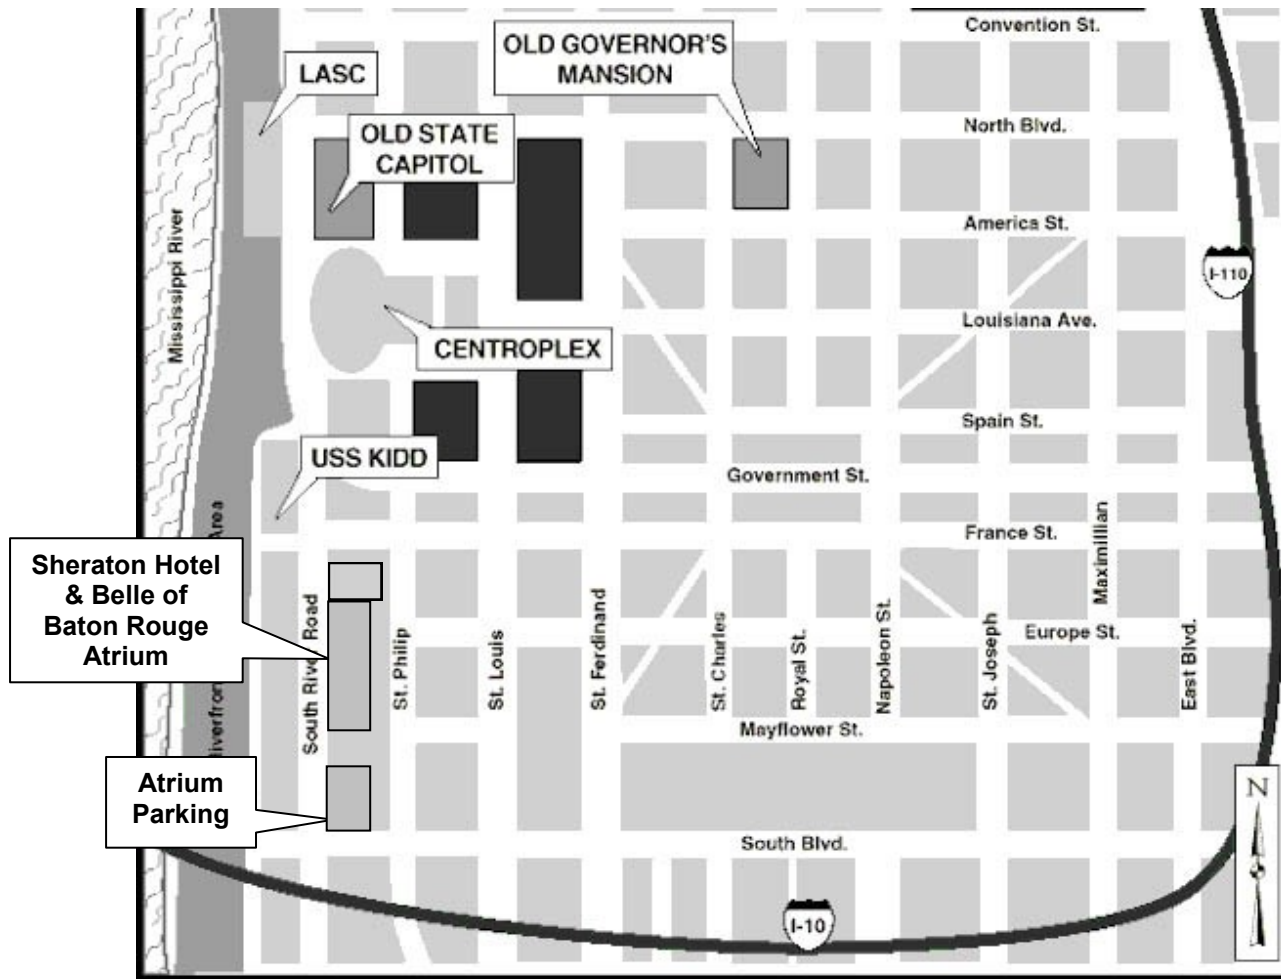 Convention St.
OLD GOVERNOR'S
MANSION
LASC
North Blvd.
OLD STATE
CAPITOL
America St.
Mississippi River
I-110
Louisiana Ave.
CENTROPLEX
Spain St.
USS KIDD
Government St.
France St.
Maximillian
Area
Sheraton Hotel
& Belle of
Baton Rouge
Atrium
South River Road
St. Philip
St. Louis
St. Ferdinand
St. Charles
Royal St.
Napoleon St.
St. Joseph
Europe St.
East Blvd.
Mayflower St.
Atrium
Parking
South Blvd.
N
I-10